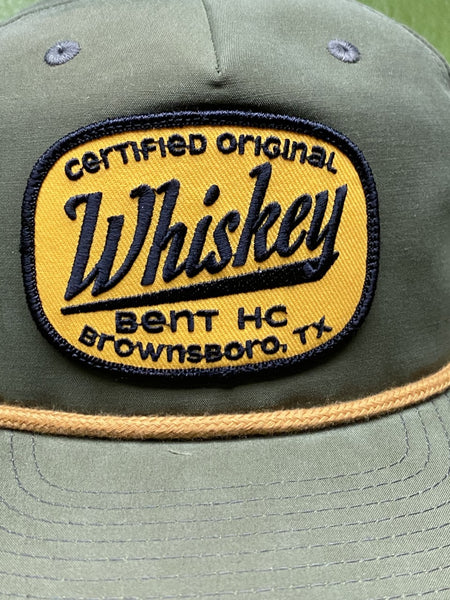 CERTIFIED ORIGINAL
Whiskey
BENT HC
BROWNSBORO, TX